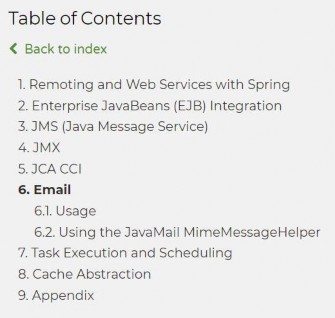 Table of Contents
Back to index
1. Remoting and Web Services with Spring
2. Enterprise JavaBeans (EJB) Integration
3. JMS (Java Message Service)
4. JMX
5. JCA CCI
6. Email
6.1. Usage
6.2. Using the JavaMail MimeMessageHelper
7. Task Execution and Scheduling
8. Cache Abstraction
9. Appendix